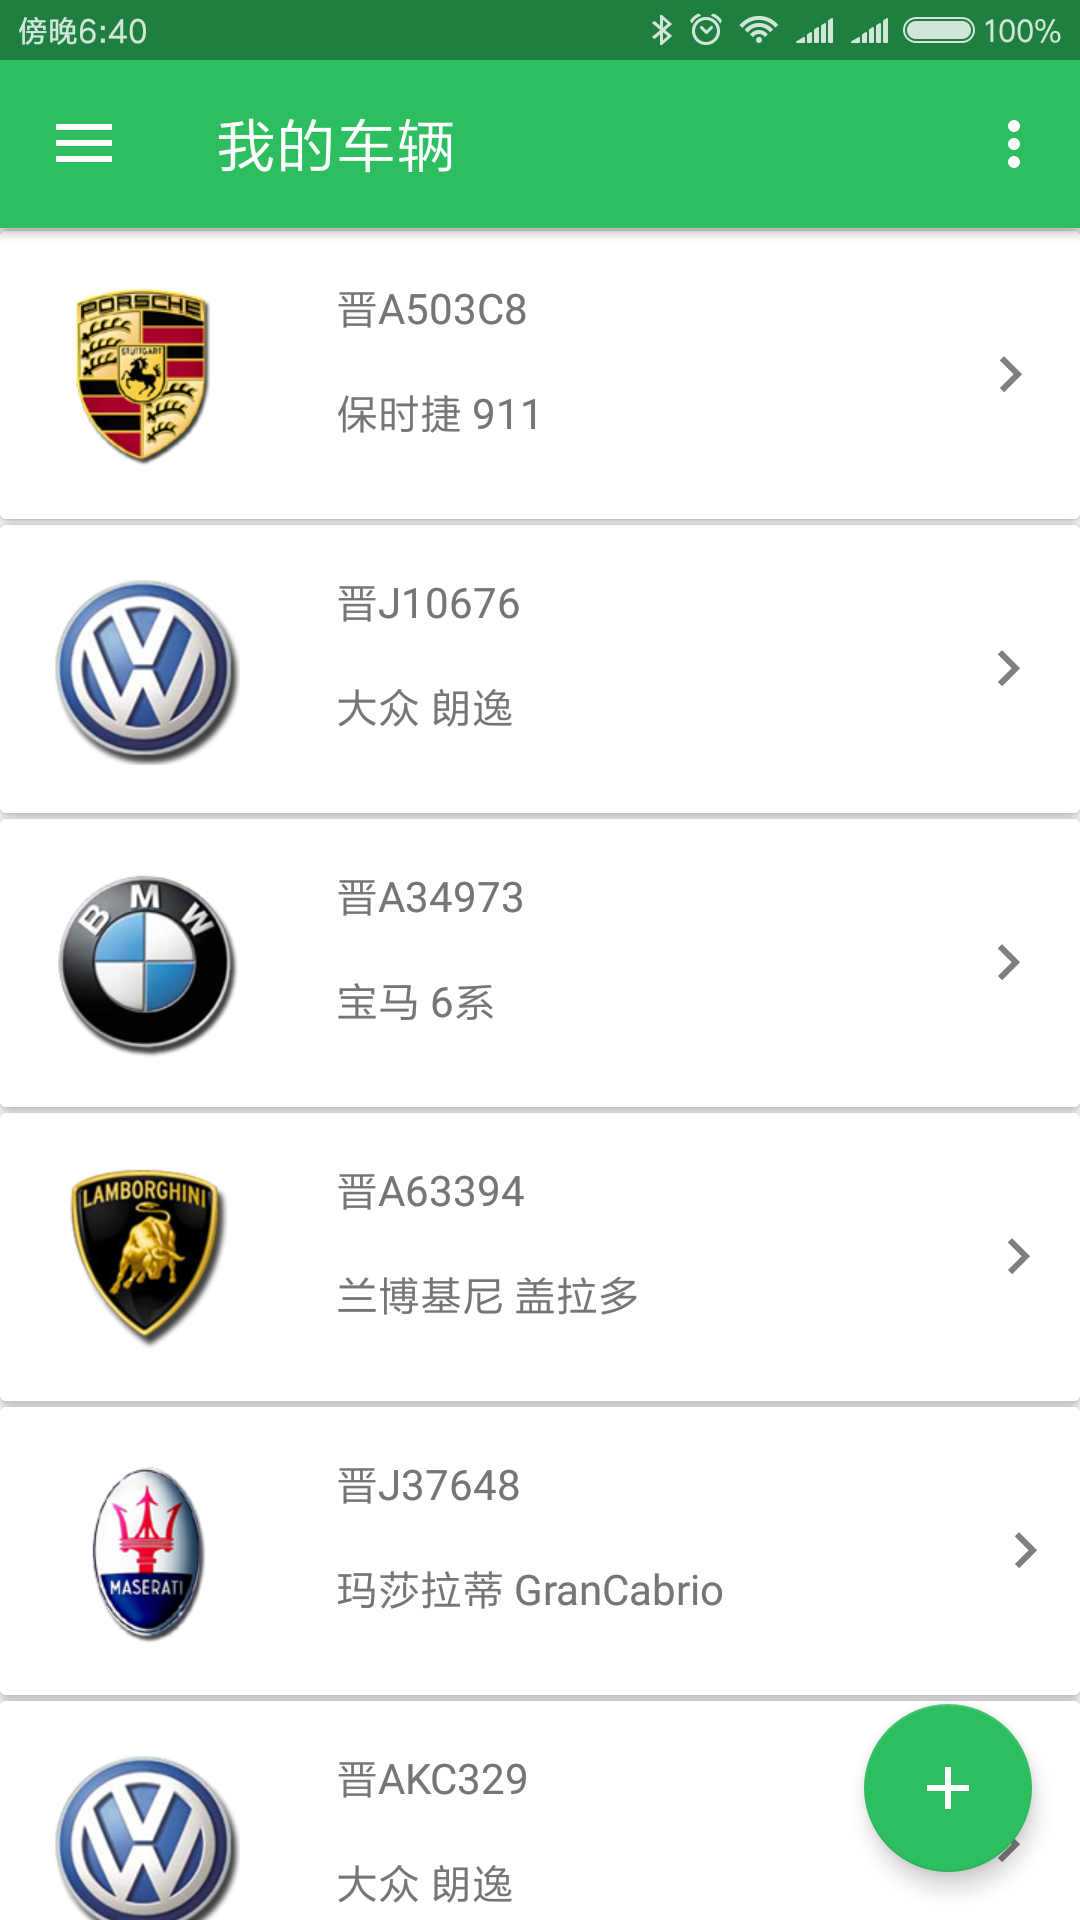 傍晚6:40 100%
我的车辆
PORSCHE
STUTTGART
晋A503C8
保时捷 911
晋J10676
大众 朗逸
BMW
晋A34973
宝马 6系
LAMBORGHINI
晋A63394
兰博基尼 盖拉多
MASERATI
晋J37648
玛莎拉蒂 GranCabrio
晋AKC329
大众 朗逸